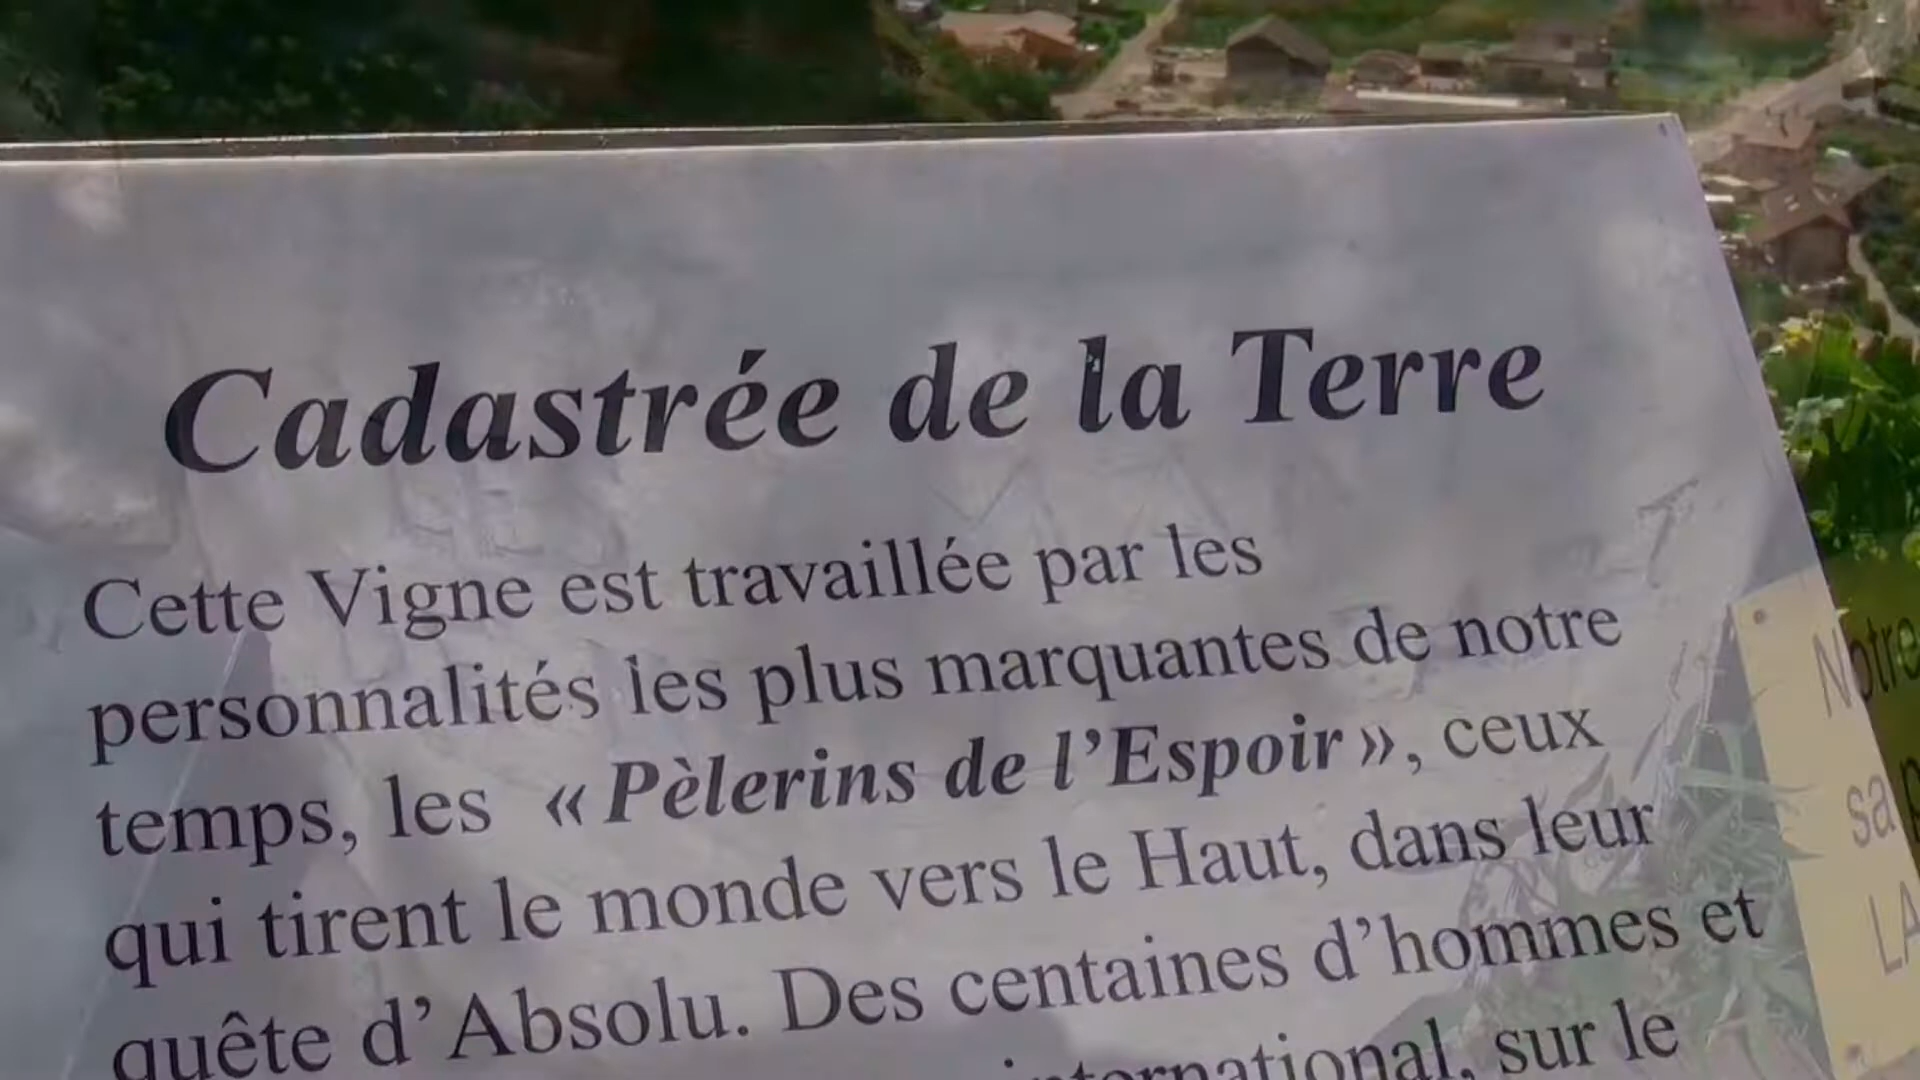 Cadastrée de la Terre
Cette Vigne est travaillée par les
personnalités les plus marquantes de notre
temps, les « Pèlerins de l'Espoir », ceux
qui tirent le monde vers le Haut, dans leur
quête d'Absolu. Des centaines d'hommes et
international, sur le
Notre
sa
LA